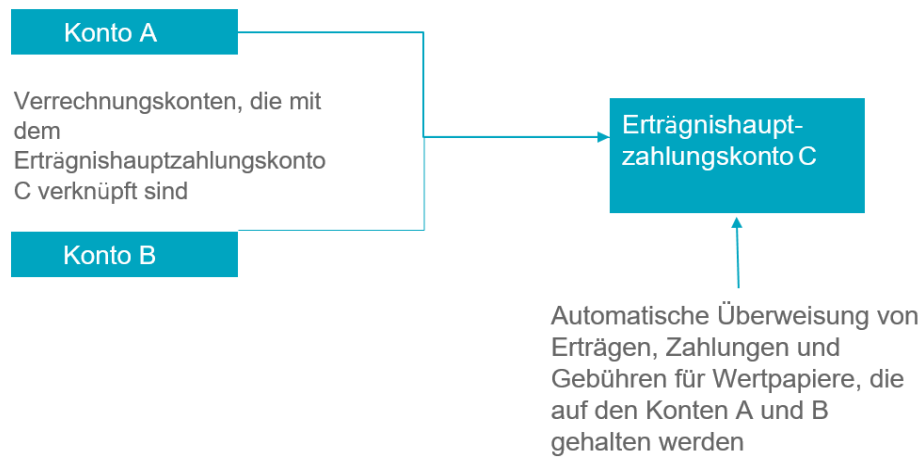 Konto A
Verrechnungskonten, die mit
dem
Erträgnishauptzahlungskonto
C verknüpft sind
Konto B
Erträgnishaupt-
zahlungskonto C
Automatische Überweisung von
Erträgen, Zahlungen und
Gebühren für Wertpapiere, die
auf den Konten A und B
gehalten werden